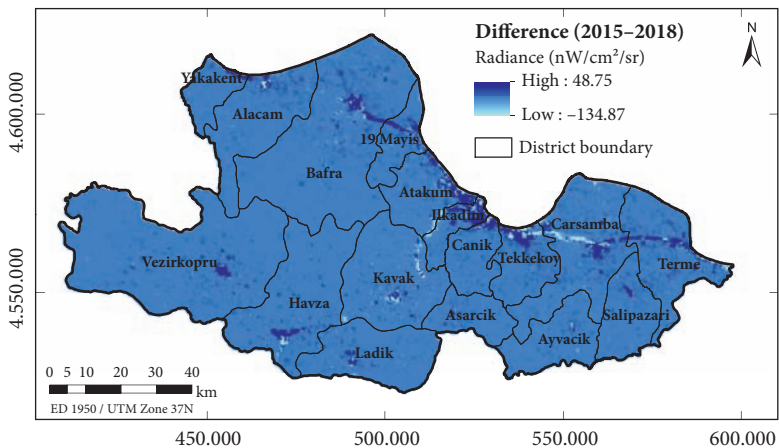 Difference (2015–2018)
Radiance (nW/cm²/sr)
High : 48.75
Low : –134.87
District boundary
N
Yakakent
Alacam
19 Mayis
Bafra
Atakum
Ilkadim
Carsamba
Canik
Tekkekoy
Vezirkopru
Kavak
Terme
Havza
Asarcik
Salipazari
Ladik
Ayvacik
4.600.000
4.550.000
0 5 10 20 30 40
km
ED 1950 / UTM Zone 37N
450.000 500.000 550.000 600.000